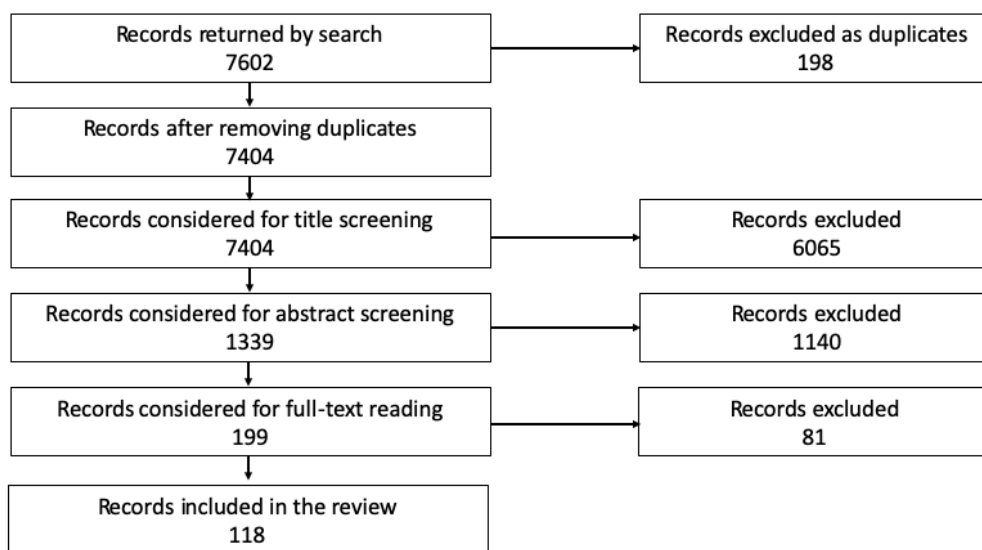 Records returned by search
7602
Records excluded as duplicates
198
Records after removing duplicates
7404
Records considered for title screening
7404
Records excluded
6065
Records considered for abstract screening
1339
Records excluded
1140
Records considered for full-text reading
199
Records excluded
81
Records included in the review
118